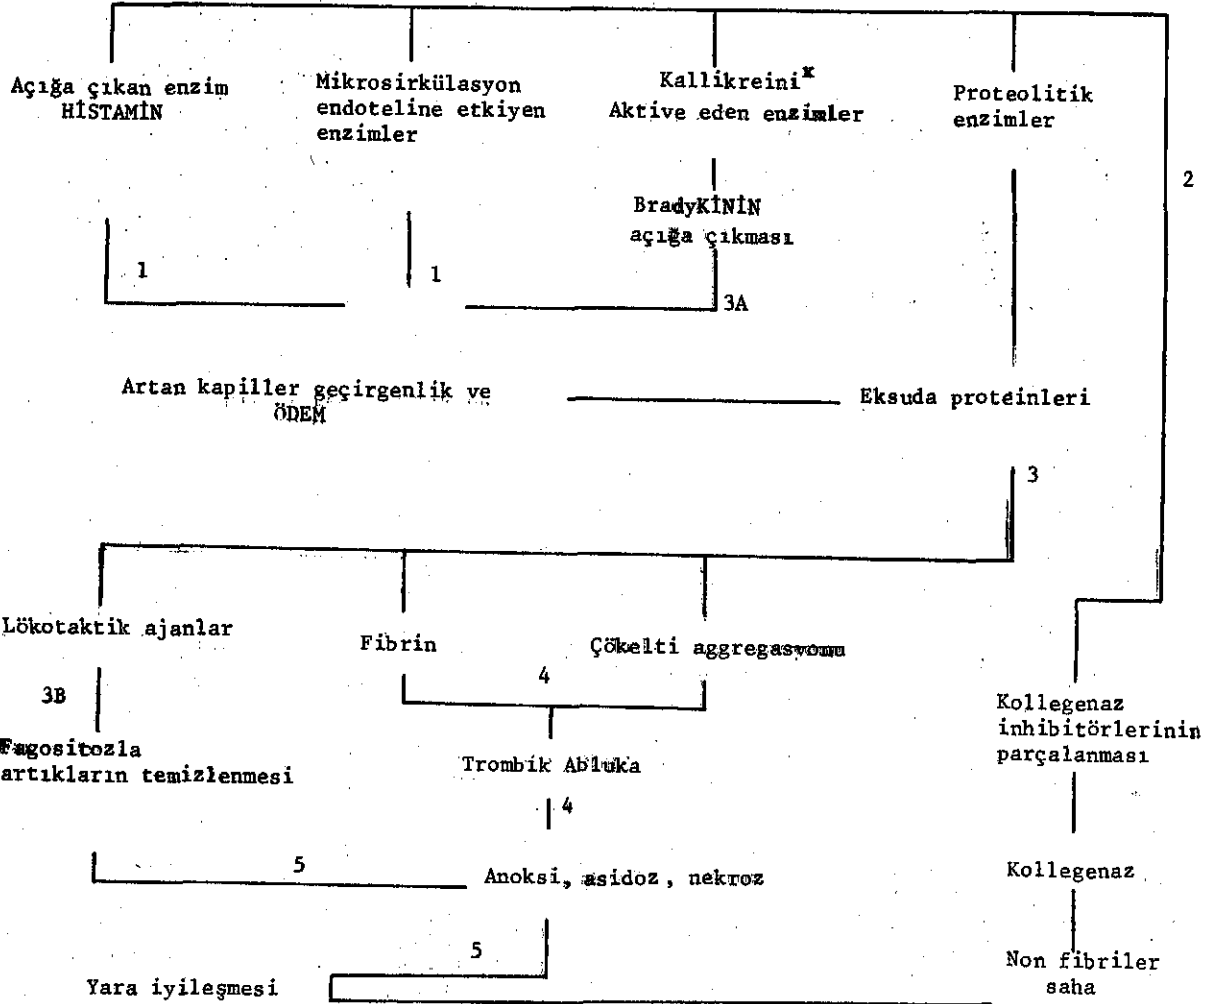 Açığa çıkan enzim
HİSTAMİN
Mikrosirkülasyon
endoteline etkiyen
enzimler
Kallikreini*
Aktive eden enzimler
Proteolitik
enzimler
2
BradyKİNİN
açığa çıkması
1
1
3A
Artan kapiller geçirgenlik ve
ÖDEM
Eksuda proteinleri
3
Lökotaktik ajanlar
Fibrin
Çökelti aggregasyonu
4
3B
Kollegenaz
inhibitörlerinin
parçalanması
Fagositozla
artıkların temizlenmesi
Trombik Abluka
4
5
Anoksi, asidoz, nekroz
Kollegenaz
5
Non fibriler
saha
Yara iyileşmesi